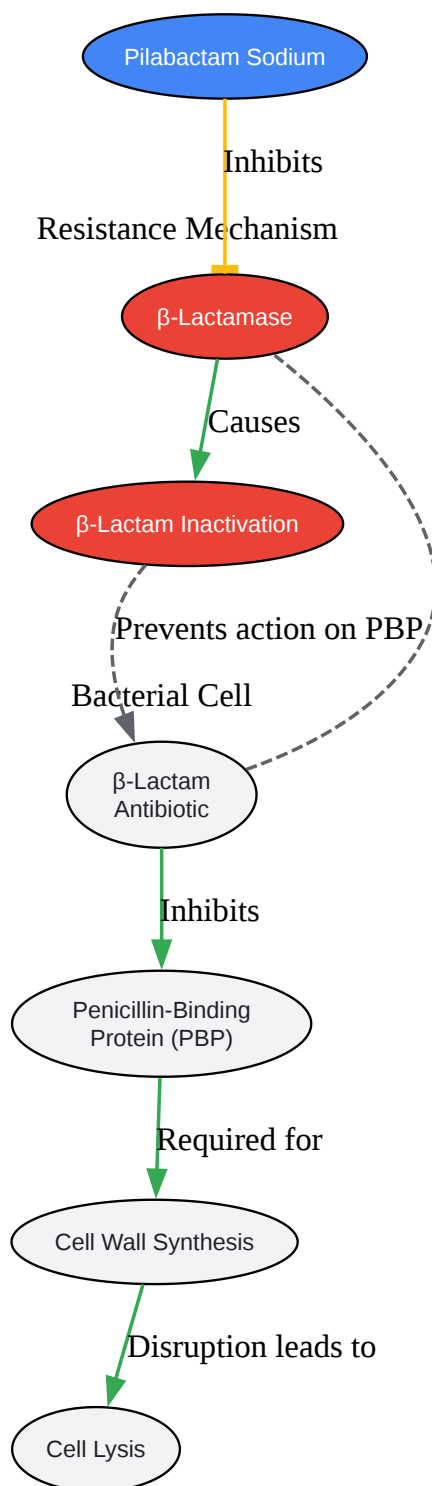 Pilabactam Sodium
Inhibits
Resistance Mechanism
β-Lactamase
Causes
β-Lactam Inactivation
Prevents action on PBP
Bacterial Cell
β-Lactam
Antibiotic
Inhibits
Penicillin-Binding
Protein (PBP)
Required for
Cell Wall Synthesis
Disruption leads to
Cell Lysis